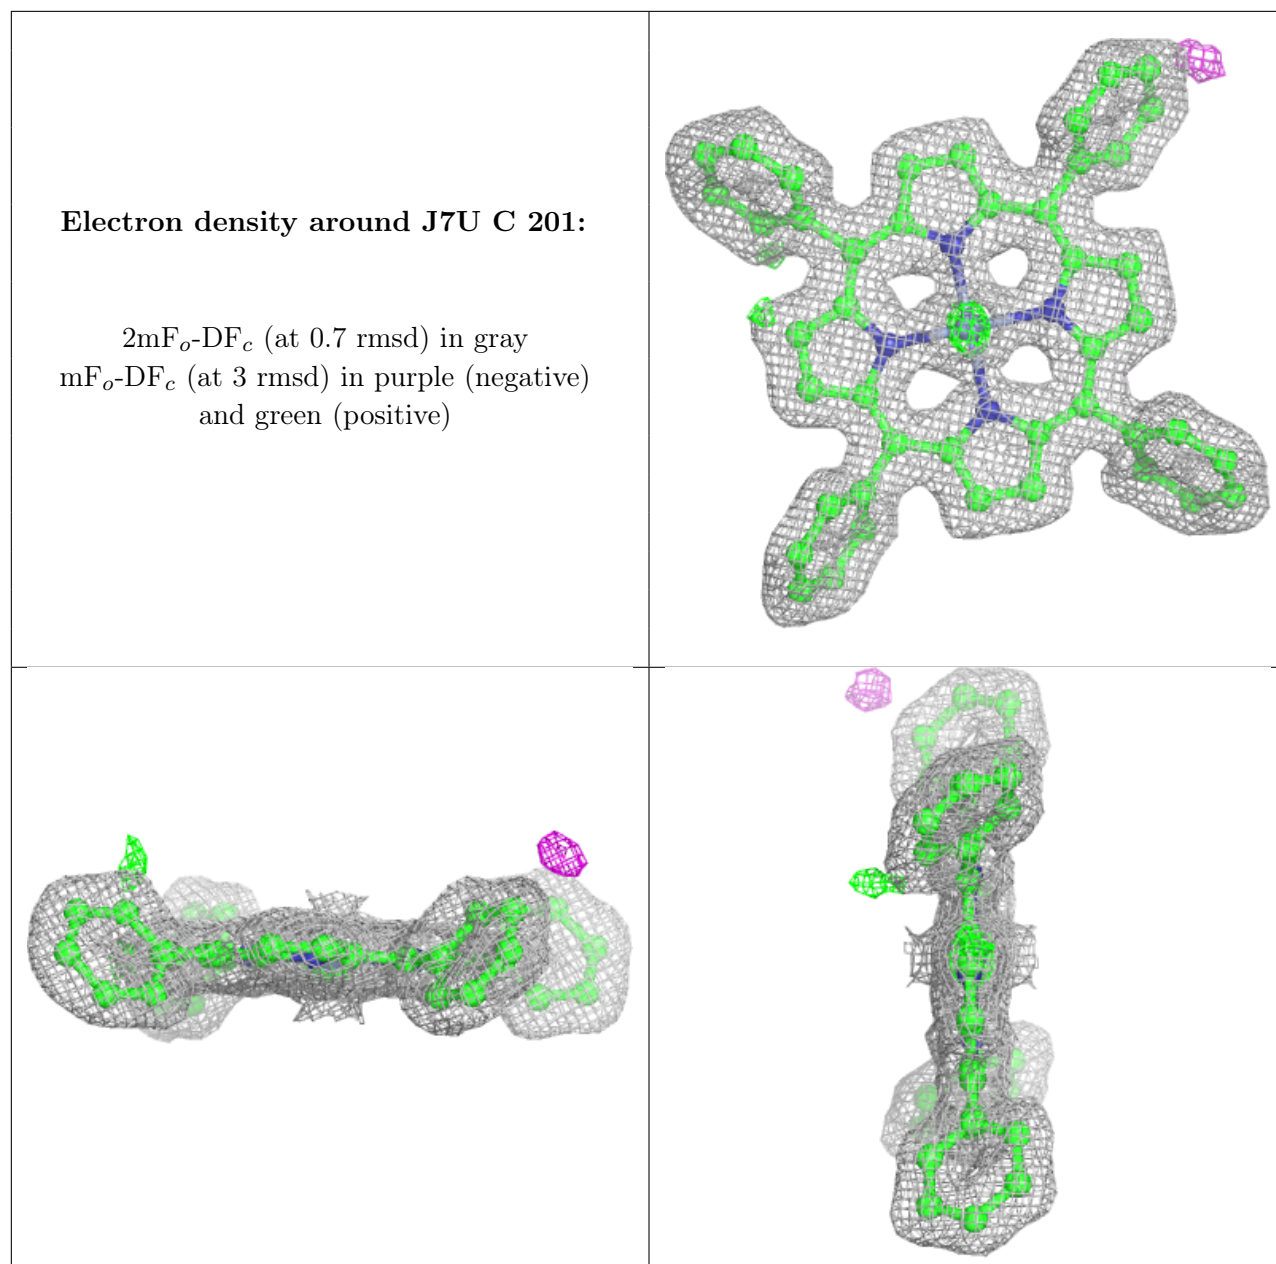 Electron density around J7U C 201:
2mFo-DFc (at 0.7 rmsd) in gray
mFo-DFc (at 3 rmsd) in purple (negative)
and green (positive)